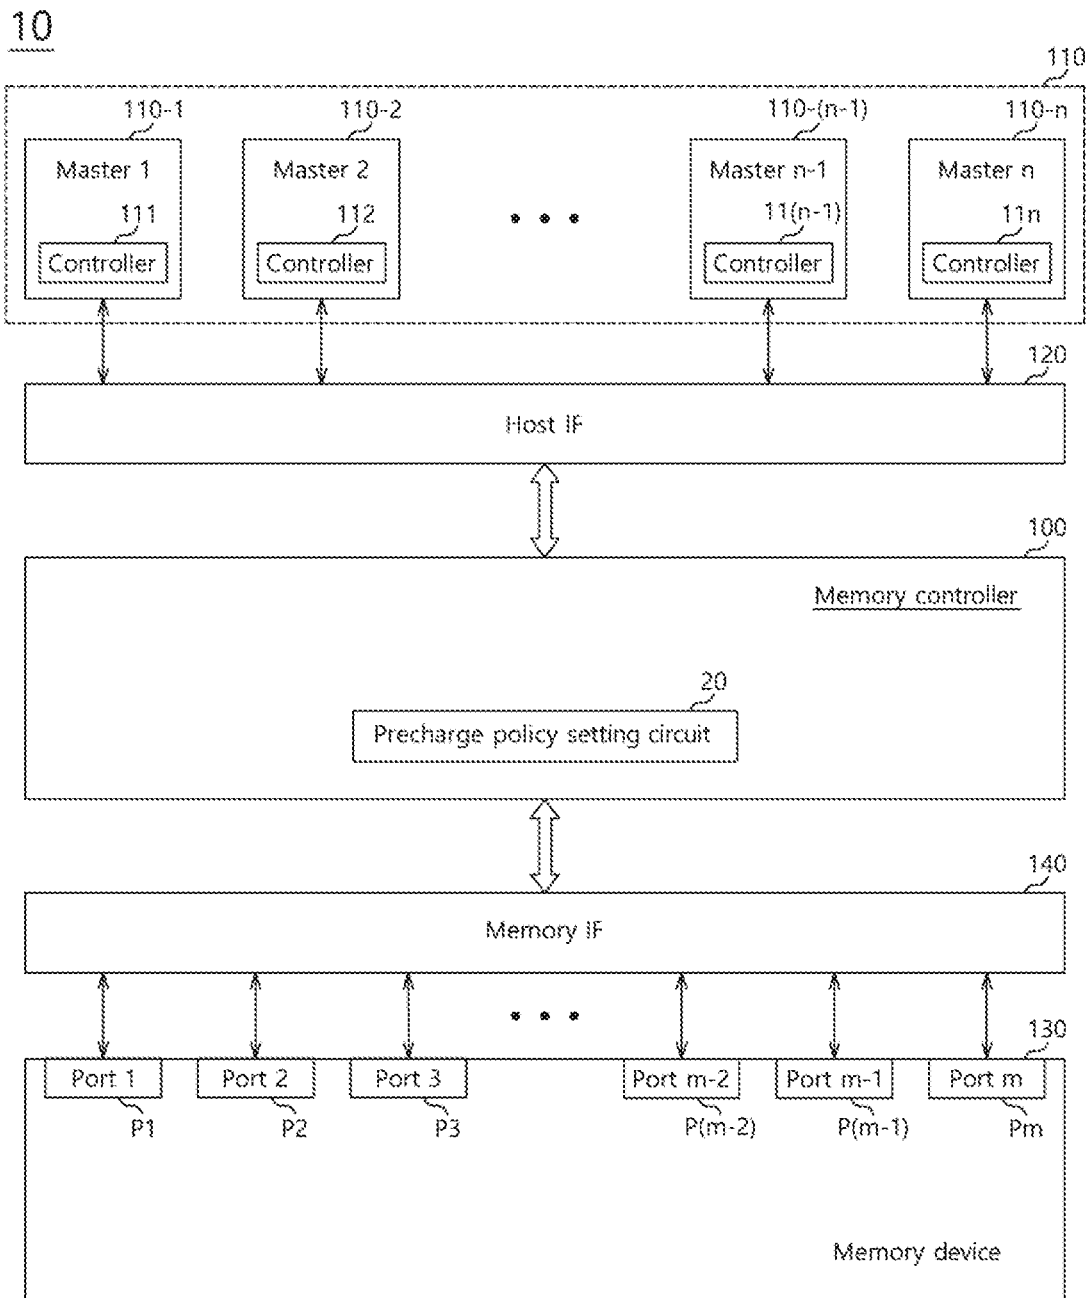 10
110
110-1 110-2 110-(n-1) 110-n
Master 1 Master 2 Master n-1 Master n
111 112 11(n-1) 11n
Controller Controller Controller Controller
120
Host IF
100
Memory controller
20
Precharge policy setting circuit
140
Memory IF
130
Port 1 Port 2 Port 3 Port m-2 Port m-1 Port m
P1 P2 P3 P(m-2) P(m-1) Pm
Memory device